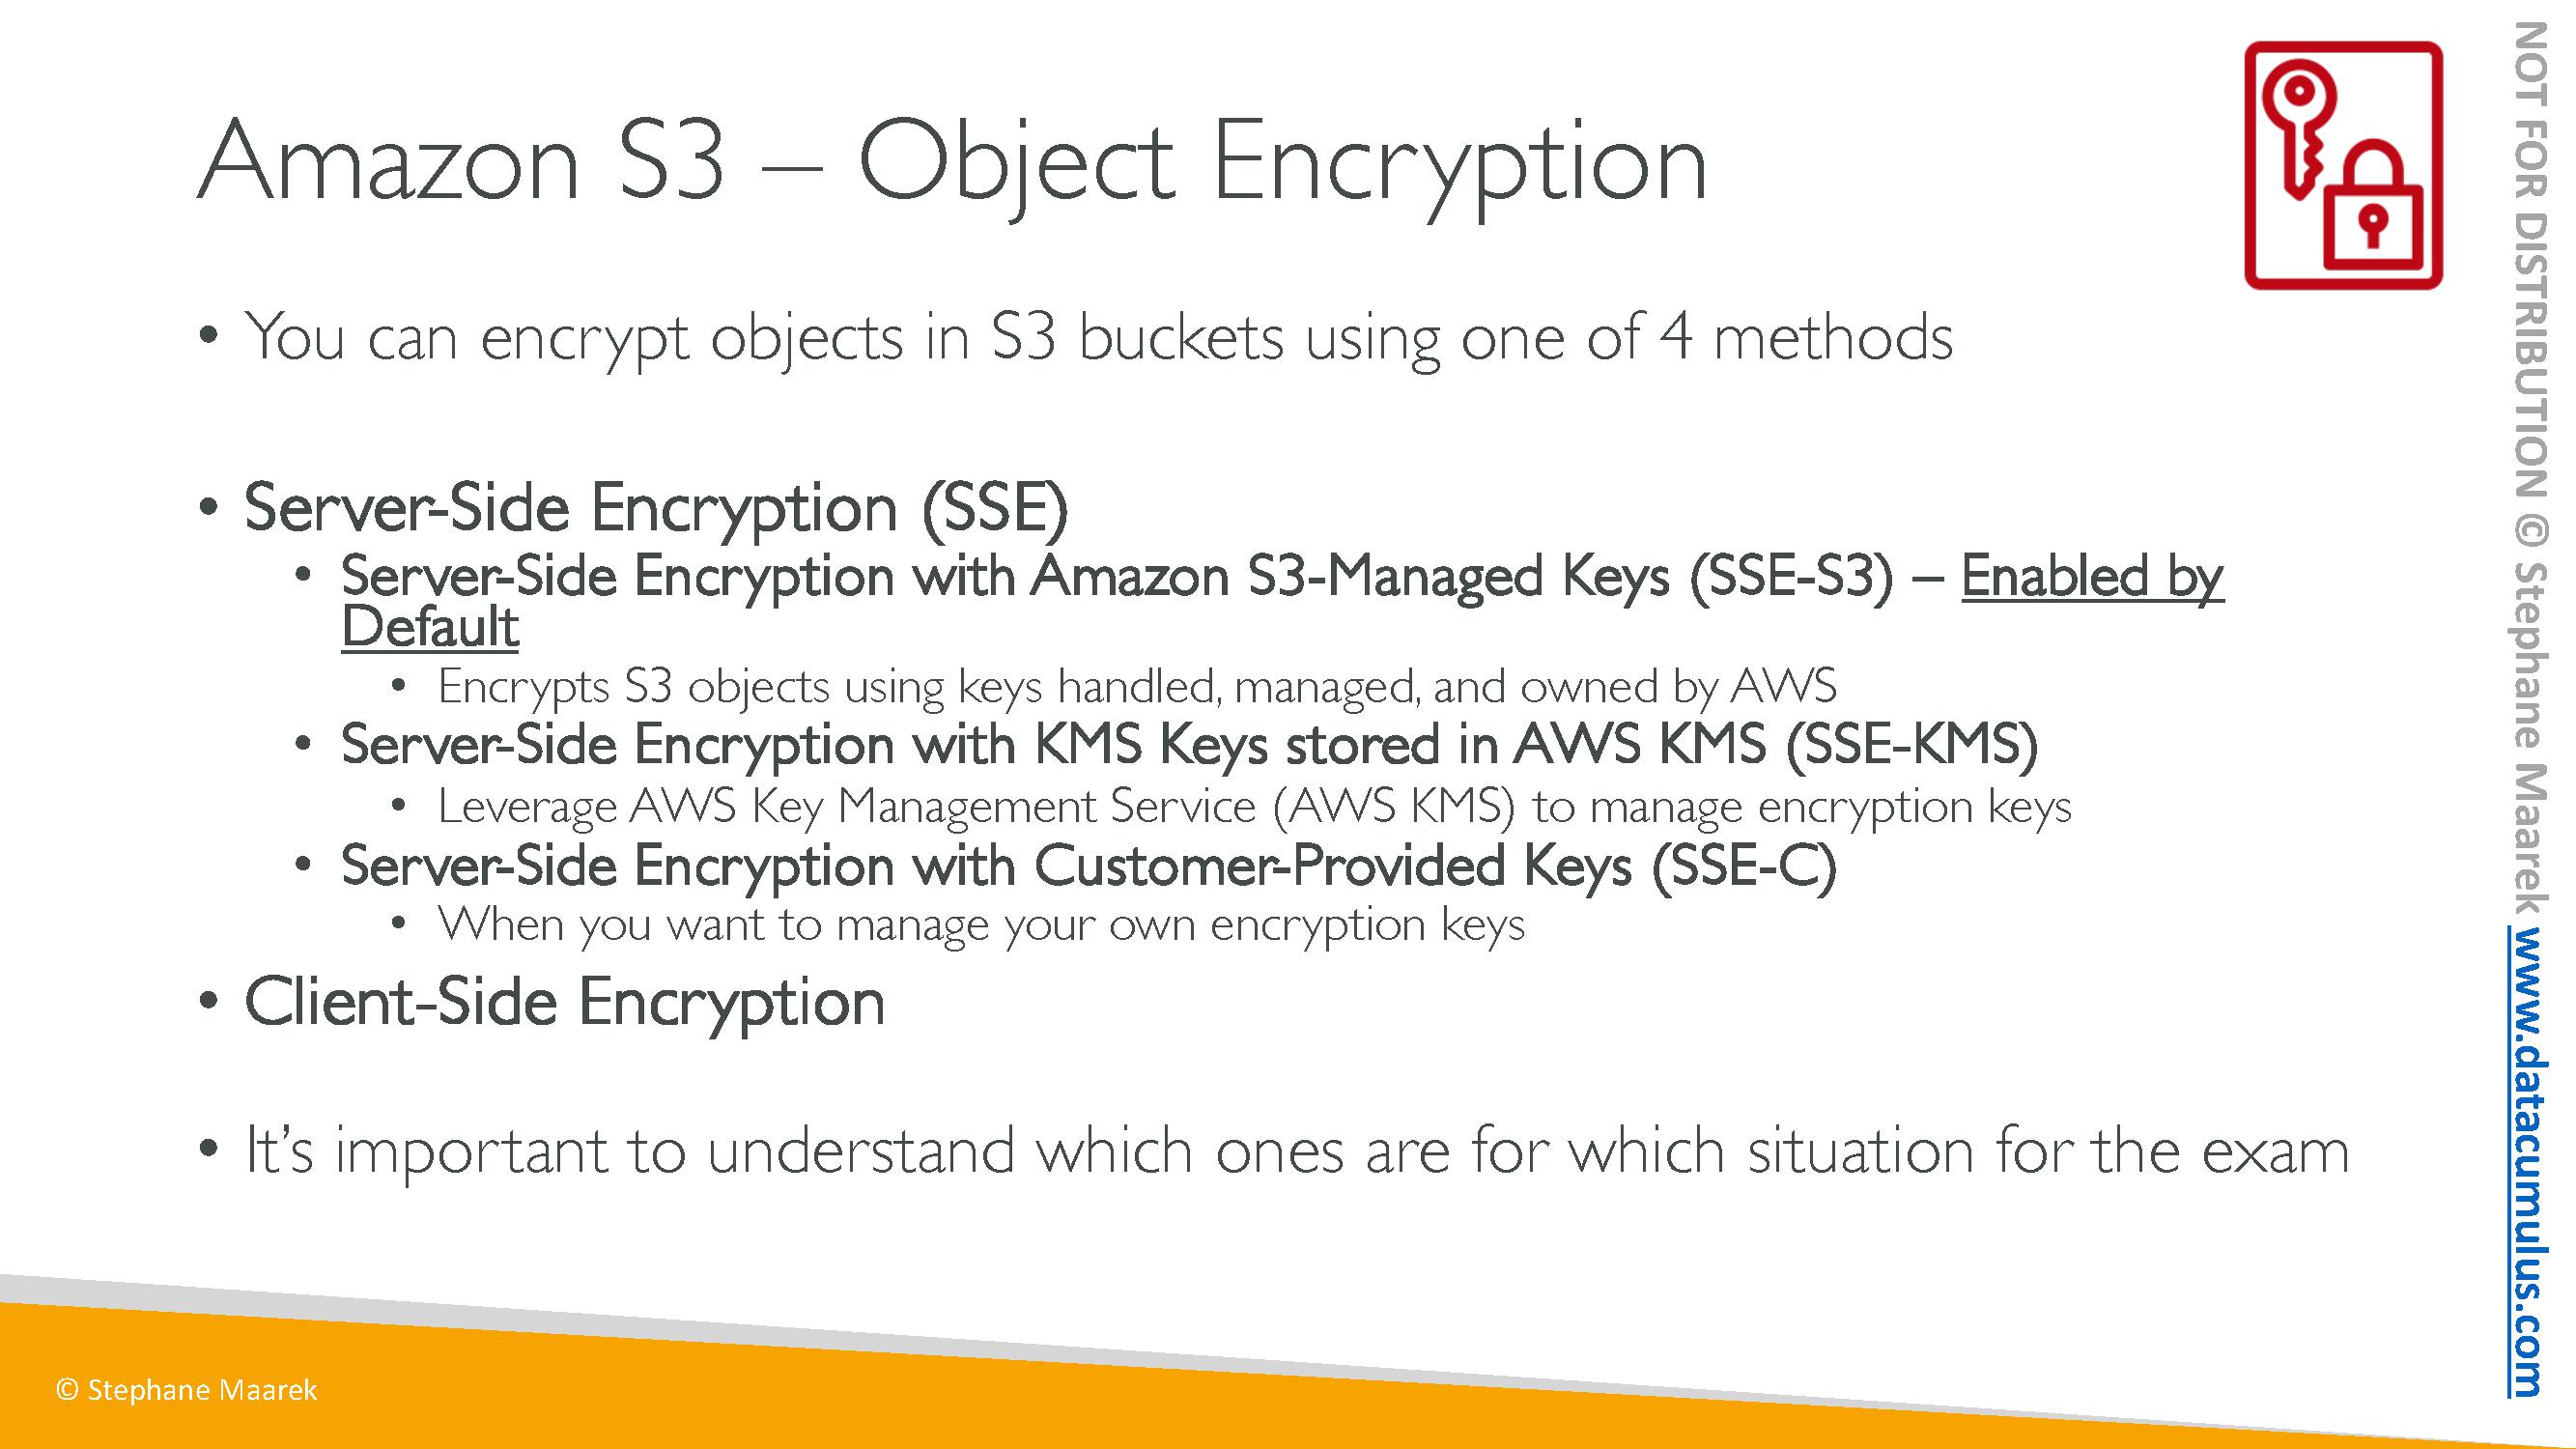 Amazon S3 – Object Encryption
• You can encrypt objects in S3 buckets using one of 4 methods
• Server-Side Encryption (SSE)
• Server-Side Encryption with Amazon S3-Managed Keys (SSE-S3) – Enabled by
Default
• Encrypts S3 objects using keys handled, managed, and owned by AWS
• Server-Side Encryption with KMS Keys stored in AWS KMS (SSE-KMS)
• Leverage AWS Key Management Service (AWS KMS) to manage encryption keys
• Server-Side Encryption with Customer-Provided Keys (SSE-C)
• When you want to manage your own encryption keys
• Client-Side Encryption
• It’s important to understand which ones are for which situation for the exam
© Stephane Maarek
NOT FOR DISTRIBUTION © Stephane Maarek www.datacumulus.com